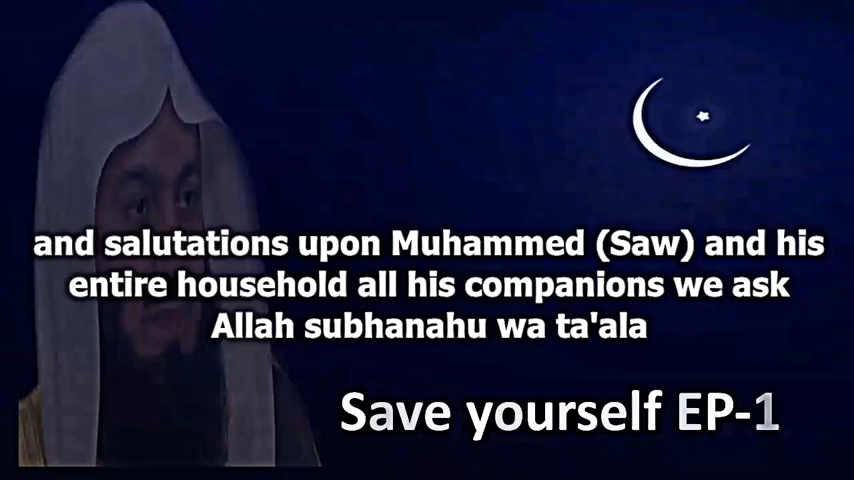 and salutations upon Muhammed (Saw) and his
entire household all his companions we ask
Allah subhanahu wa ta'ala
Save yourself EP-1